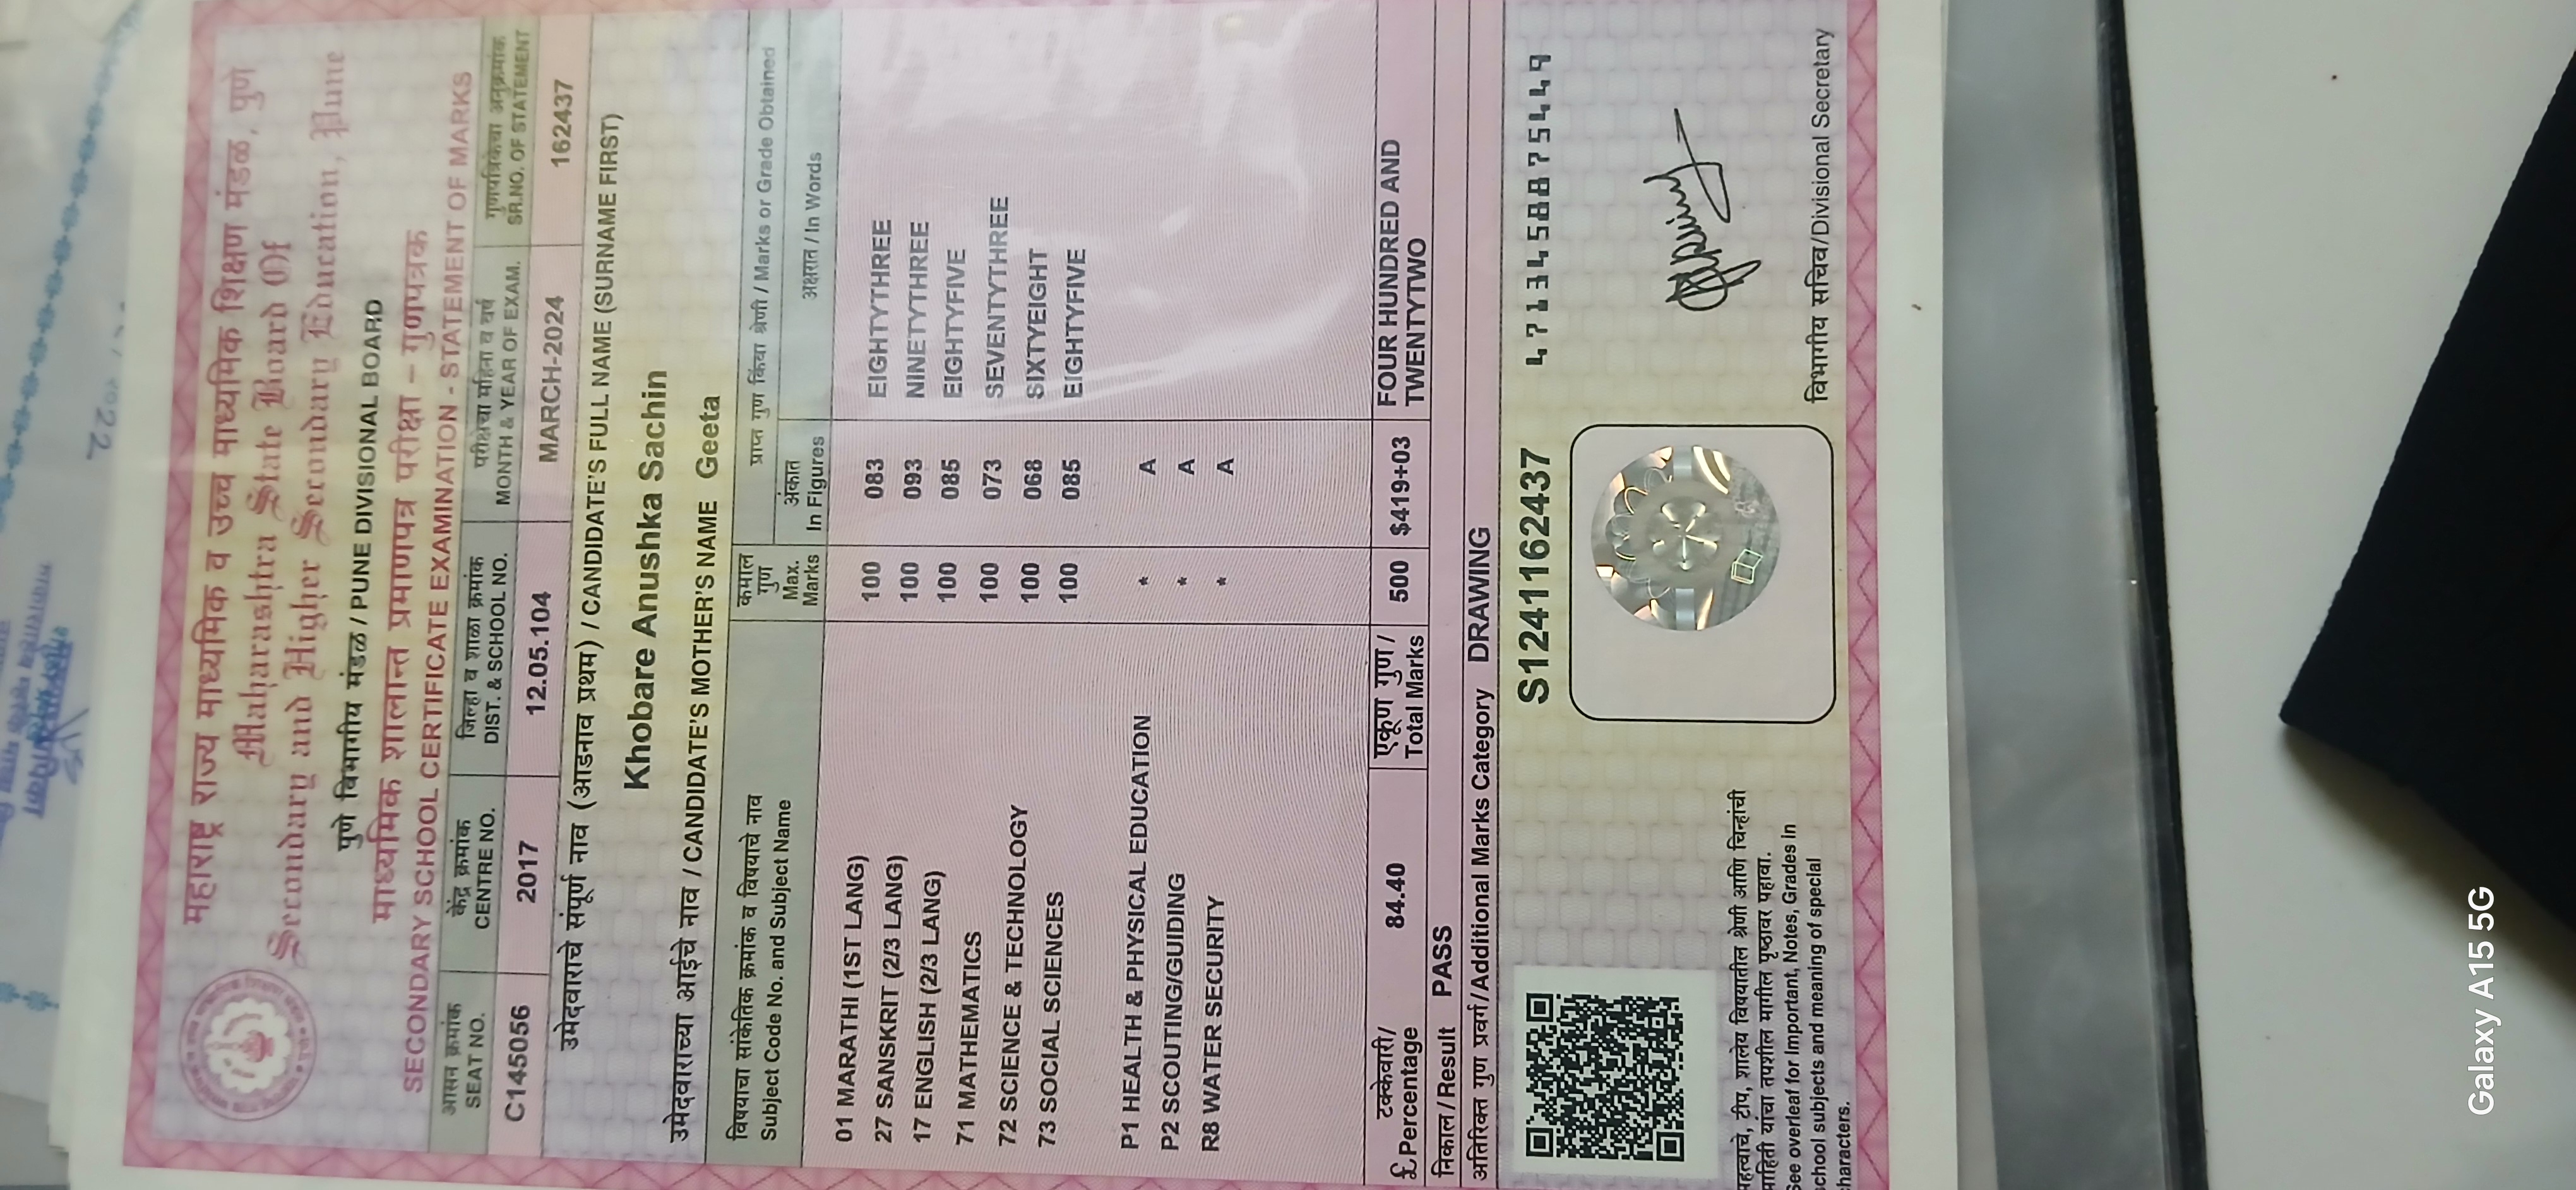 महाराष्ट्र राज्य माध्यमिक व उच्च माध्यमिक शिक्षण मंडळ, पुणे
Maharashtra State Board Of
Secondary and Higher Secondary Education, Pune
पुणे विभागीय मंडळ / PUNE DIVISIONAL BOARD
माध्यमिक शालान्त प्रमाणपत्र परीक्षा - गुणपत्रक
SECONDARY SCHOOL CERTIFICATE EXAMINATION - STATEMENT OF MARKS
आसन क्रमांक केंद्र क्रमांक जिल्हा व शाळा क्रमांक परीक्षेचा महिना व वर्ष गुणपत्रिकेचा अनुक्रमांक
SEAT NO. CENTRE NO. DIST. & SCHOOL NO. MONTH & YEAR OF EXAM. SR.NO. OF STATEMENT
C145056 2017 12.05.104 MARCH-2024 162437
उमेदवाराचे संपूर्ण नाव (आडनाव प्रथम) / CANDIDATE'S FULL NAME (SURNAME FIRST)
Khobare Anushka Sachin
उमेदवाराच्या आईचे नाव / CANDIDATE'S MOTHER'S NAME Geeta
विषयाचा सांकेतिक क्रमांक व विषयाचे नाव
Subject Code No. and Subject Name
कमाल
गुण
Max.
Marks
प्राप्त गुण किंवा श्रेणी / Marks or Grade Obtained
अंकात
In Figures
अक्षरात / In Words
01 MARATHI (1ST LANG) 100 083 EIGHTYTHREE
27 SANSKRIT (2/3 LANG) 100 093 NINETYTHREE
17 ENGLISH (2/3 LANG) 100 085 EIGHTYFIVE
71 MATHEMATICS 100 073 SEVENTYTHREE
72 SCIENCE & TECHNOLOGY 100 068 SIXTYEIGHT
73 SOCIAL SCIENCES 100 085 EIGHTYFIVE
P1 HEALTH & PHYSICAL EDUCATION * A
P2 SCOUTING/GUIDING * A
R8 WATER SECURITY * A
टक्केवारी/
£ Percentage
84.40
एकूण गुण /
Total Marks
500 $419+03
FOUR HUNDRED AND
TWENTYTWO
निकाल / Result PASS
अतिरिक्त गुण प्रवर्ग/Additional Marks Category DRAWING
S124162437
4713458875449
विभागीय सचिव/Divisional Secretary
महत्वाचे, टीप, शालेय विषयातील श्रेणी आणि चिन्हांची
माहिती यांचा तपशील मागील पृष्ठावर पहावा.
See overleaf for Important, Notes, Grades in
school subjects and meaning of special
characters.
Galaxy A15 5G